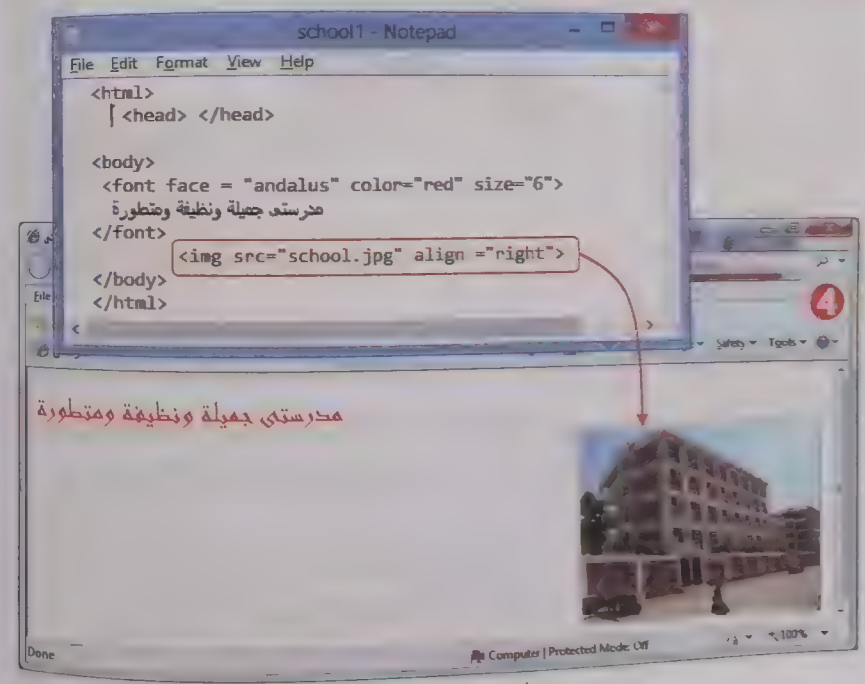 school1 - Notepad
File Edit Format View Help
<html>
<head> </head>
<body>
<font face = "andalus" color="red" size="6">
مدرستى جميلة ونظيفة ومتطورة
</font>
<img src="school.jpg" align ="right">
</body>
</html>
File
4
Safety Tools
مدرستى جميلة ونظيفة ومتطورة
Done
Computer | Protected Mode: Off
100%